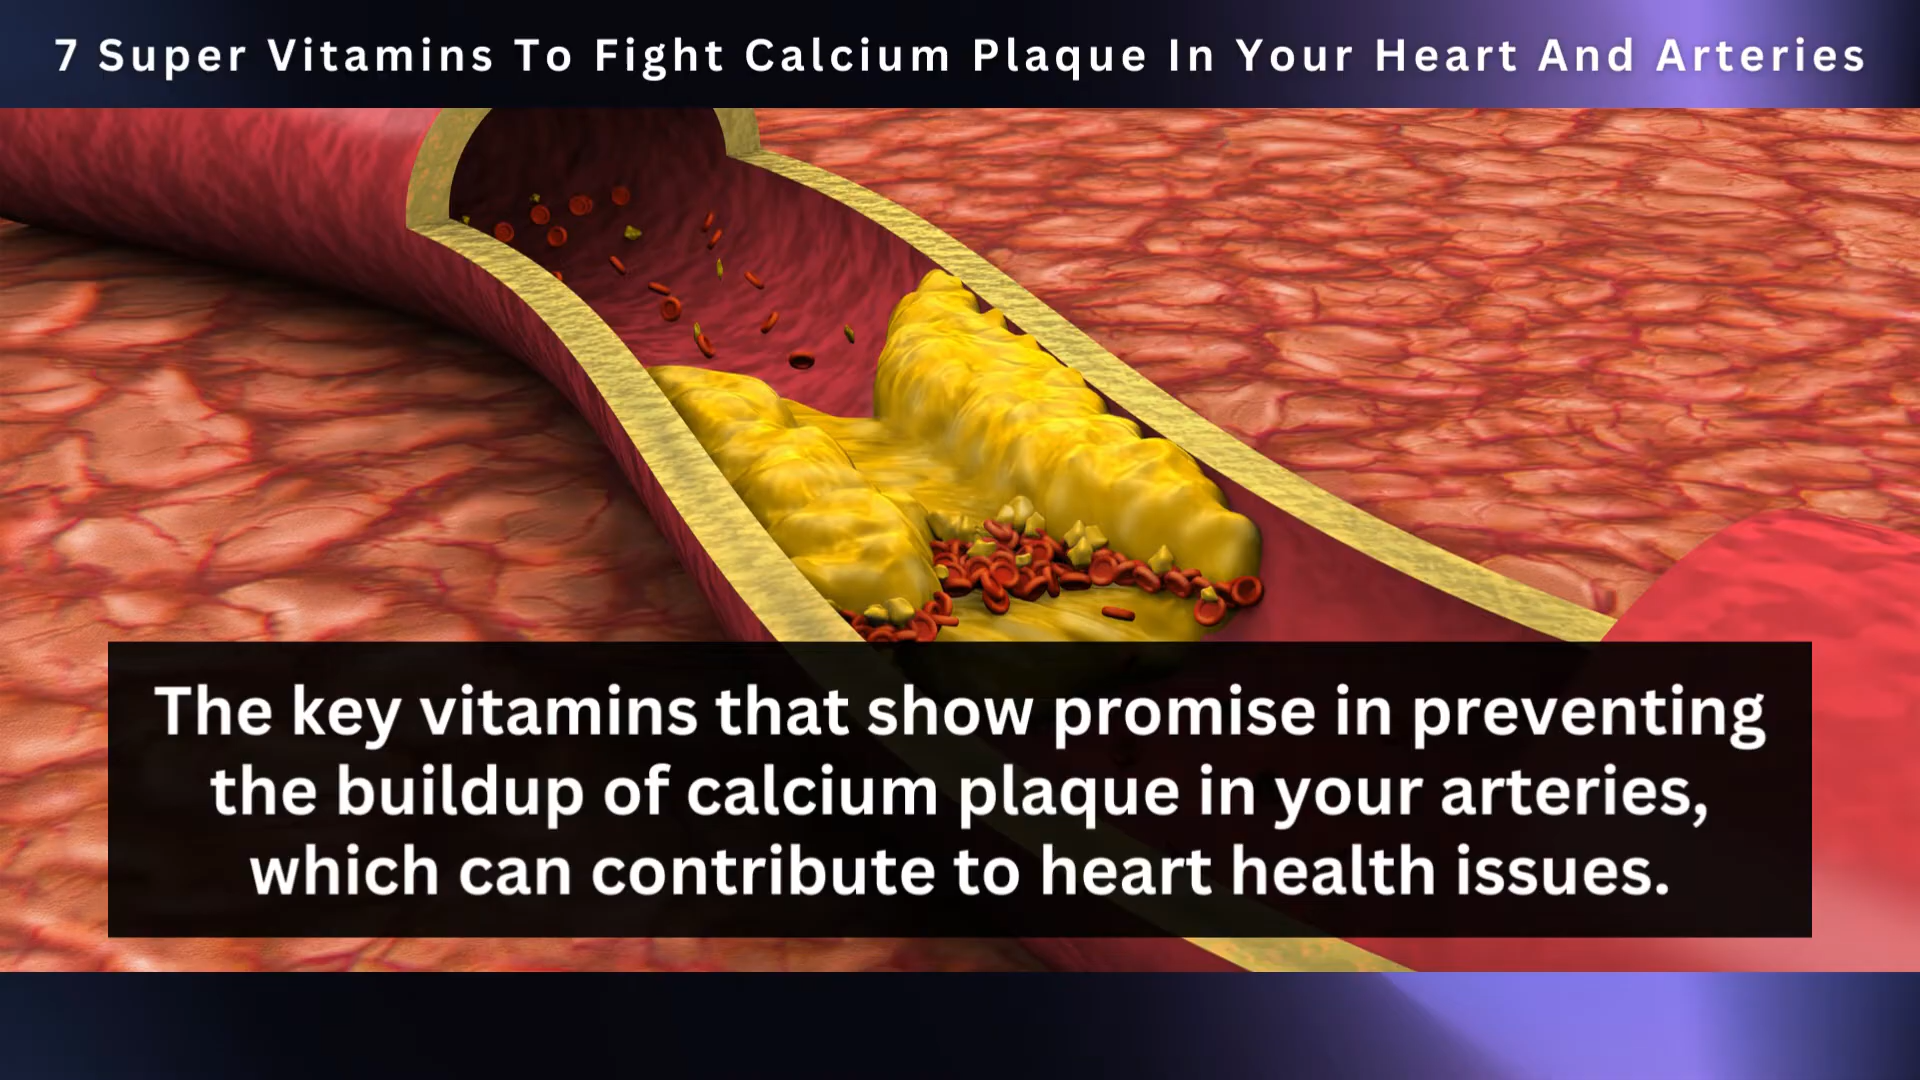 7 Super Vitamins To Fight Calcium Plaque In Your Heart And Arteries
The key vitamins that show promise in preventing
the buildup of calcium plaque in your arteries,
which can contribute to heart health issues.